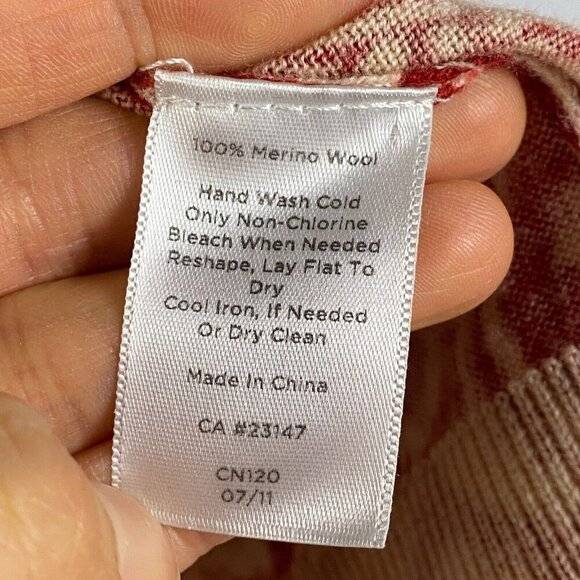 100% Merino Wool
Hand Wash Cold
Only Non-Chlorine
Bleach When Needed
Reshape, Lay Flat To
Dry
Cool Iron, If Needed
Or Dry Clean
Made In China
CA #23147
CN120
07/11